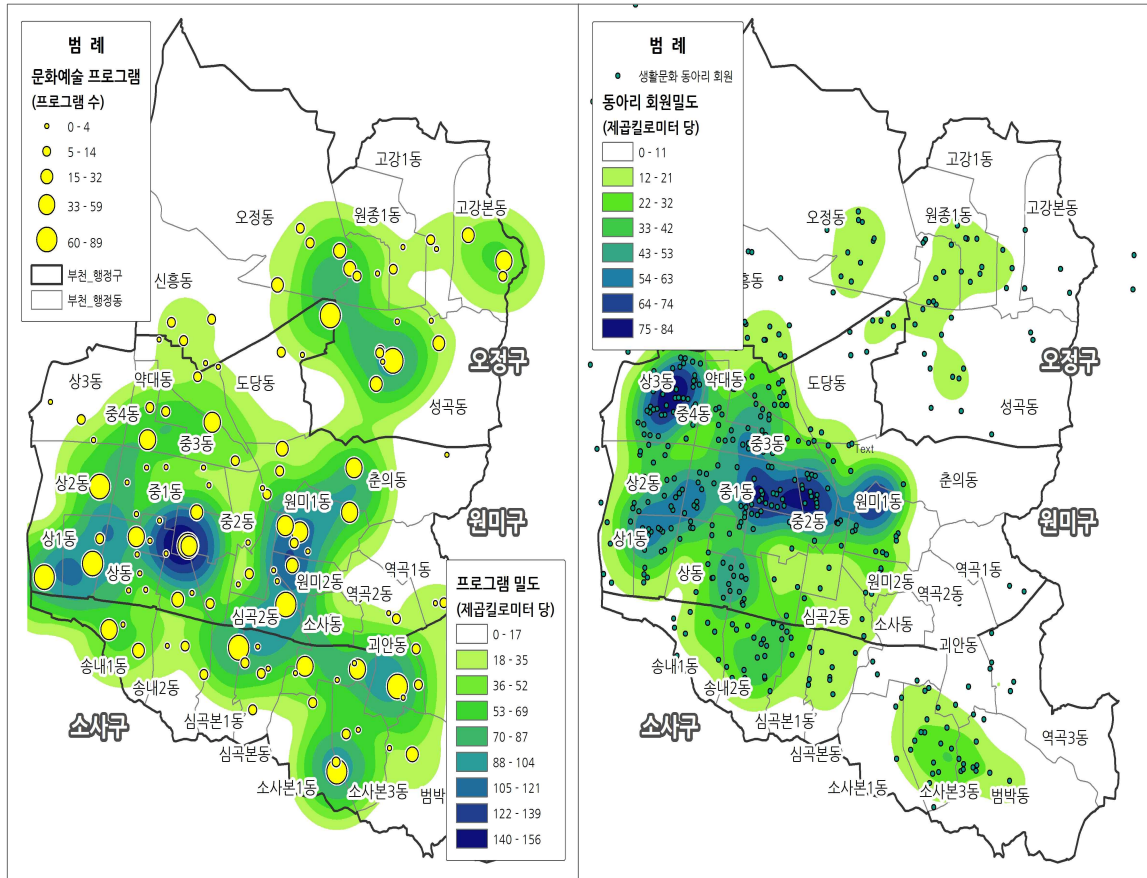 범 례
문화예술 프로그램
(프로그램 수)
0 - 4
5 - 14
15 - 32
33 - 59
60 - 89
부천_행정구
부천_행정동
고강1동
오정동
원종1동
고강본동
신흥동
오정구
상3동
약대동
도당동
성곡동
중4동
중3동
상2동
중1동
원미1동
춘의동
중2동
원미구
상1동
상동
원미2동
역곡1동
역곡2동
심곡2동
소사동
괴안동
송내1동
송내2동
소사구
심곡본1동
심곡본동
소사본1동
소사본3동
범박
프로그램 밀도
(제곱킬로미터 당)
0 - 17
18 - 35
36 - 52
53 - 69
70 - 87
88 - 104
105 - 121
122 - 139
140 - 156
범 례
생활문화 동아리 회원
동아리 회원밀도
(제곱킬로미터 당)
0 - 11
12 - 21
22 - 32
33 - 42
43 - 53
54 - 63
64 - 74
75 - 84
고강1동
오정동
원종1동
고강본동
흥동
오정구
상3동
약대동
도당동
중4동
성곡동
중3동
Text
상2동
중1동
원미1동
춘의동
중2동
원미구
상1동
상동
원미2동
역곡1동
역곡2동
심곡2동
소사동
괴안동
송내1동
송내2동
소사구
심곡본1동
심곡본동
역곡3동
소사본1동
소사본3동
범박동